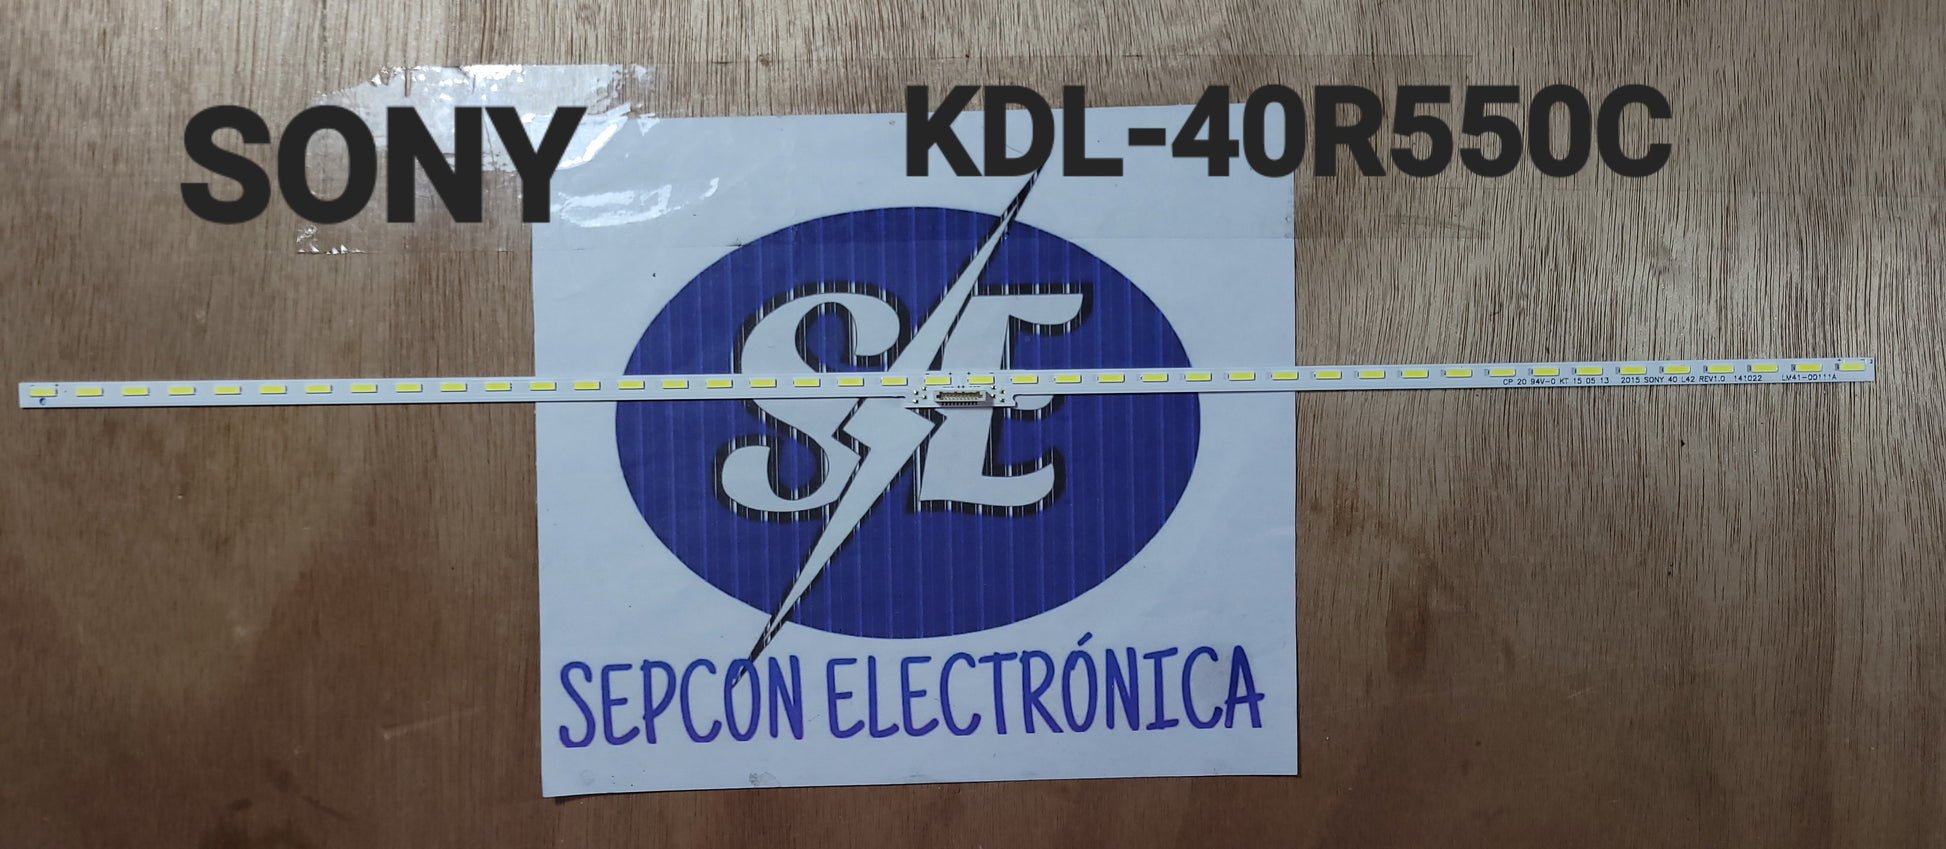 SONY
KDL-40R550C
SE
CP 20 94V-0 KT 15 05 13 2015 SONY 40 L42 REV1.0 141022 LM41-00111A
SEPCON ELECTRÓNICA